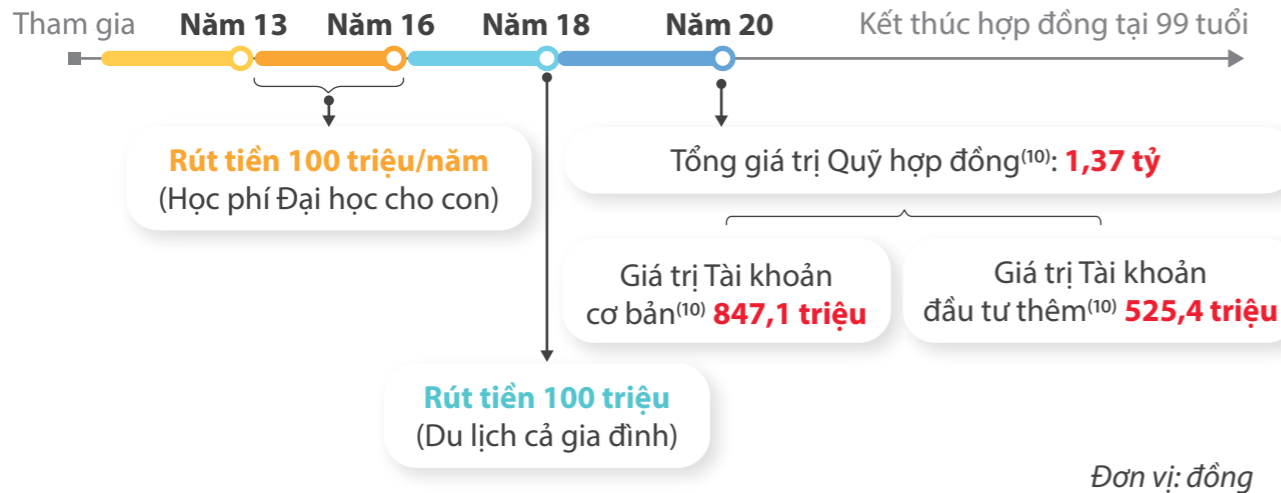 Tham gia
Năm 13
Năm 16
Năm 18
Năm 20
Kết thúc hợp đồng tại 99 tuổi
Rút tiền 100 triệu/năm
(Học phí Đại học cho con)
Tổng giá trị Quỹ hợp đồng(10): 1,37 tỷ
Giá trị Tài khoản
cơ bản(10) 847,1 triệu
Giá trị Tài khoản
đầu tư thêm(10) 525,4 triệu
Rút tiền 100 triệu
(Du lịch cả gia đình)
Đơn vị: đồng